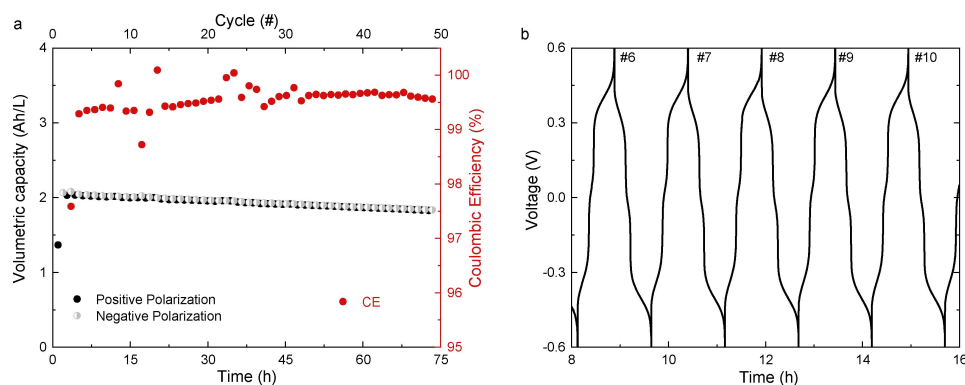 a
Cycle (#)
0 10 20 30 40 50
4
3
2
1
0
Volumetric capacity (Ah/L)
100
99
98
97
96
95
Coulombic Efficiency (%)
Positive Polarization
Negative Polarization
CE
0 15 30 45 60 75
Time (h)
b
0.6
0.3
0.0
-0.3
-0.6
Voltage (V)
#6 #7 #8 #9 #10
8 10 12 14 16
Time (h)